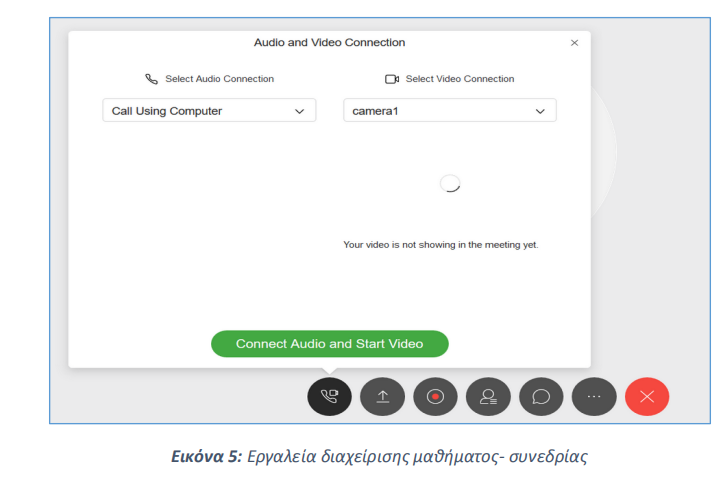 Audio and Video Connection
Select Audio Connection
Select Video Connection
Call Using Computer
camera1
Your video is not showing in the meeting yet.
Connect Audio and Start Video
Εικόνα 5: Εργαλεία διαχείρισης μαθήματος- συνεδρίας